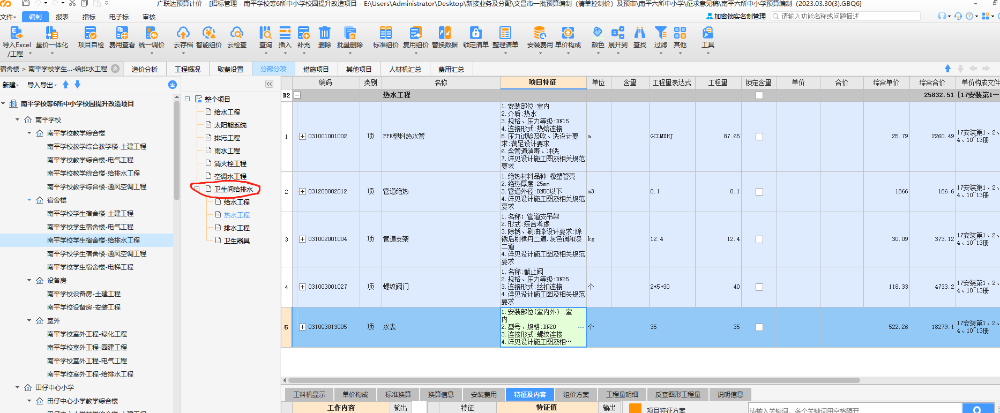 广联达预算计价 - [招标管理 - 南平学校等6所中小学校园提升改造项目 - E:\Users\Administrator\Desktop\新接业务及分配\文昌市一批预算编制（清单控制价）及预审\南平六所中小学\征求意见稿\南平六所中小学预算编制（2023.03.30(3).GBQ6]
文件 编制 报表 指标 电子标 审核 加密锁实名制管理 请输入功能名称或问题描述
导入Excel/工程 量价一体化 项目自检 费用查看 统一调价 云存档 智能组价 云检查 查询 插入 补充 删除 批量删除 标准组价 复用组价 替换数据 锁定清单 整理清单 安装费用 单价构成 颜色 展开到 查找 过滤 其他 工具
宿舍楼 > 南平学校学生...-给排水工程 造价分析 工程概况 取费设置 分部分项 措施项目 其他项目 人材机汇总 费用汇总
新建 导入导出
南平学校等6所中小学校园提升改造项目
南平学校
南平学校教学综合楼
南平学校教学综合教学楼-土建工程
南平学校教学综合楼-电气工程
南平学校教学综合楼-给排水工程
南平学校教学综合楼-通风空调工程
宿舍楼
南平学校学生宿舍楼-土建工程
南平学校学生宿舍楼-电气工程
南平学校学生宿舍楼-给排水工程
南平学校学生宿舍楼-通风空调工程
南平学校学生宿舍楼-电梯工程
设备房
南平学校设备房-土建工程
南平学校设备房-安装工程
室外
南平学校室外工程-绿化工程
南平学校室外工程-园建工程
南平学校室外工程-电气工程
南平学校室外工程-给排水工程
田仔中心小学
田仔中心小学教学综合楼
整个项目
给水工程
太阳能系统
排污工程
雨水工程
消火栓工程
空调水工程
卫生间给排水
给水工程
热水工程
排水工程
卫生器具
编码 类别 名称 项目特征 单位 含量 工程量表达式 工程量 锁定含量 单价 合价 综合单价 综合合价 单价构成文件
B2 热水工程 25832.51 [17安装第1…
1 031001001002 项 PPR塑料热水管
1.安装部位:室内
2.介质:热水
3.规格、压力等级:DN15
4.连接形式:热熔连接
5.压力试验及吹、洗设计要
求:满足设计要求
6.含管道消毒、冲洗
7.详见设计施工图及相关规范
要求
m GCLMXHJ 87.65 25.79 2260.49 17安装第1、2、
4、10~13册
2 031208002012 项 管道绝热
1.绝热材料品种:橡塑管壳
2.绝热厚度:25mm
3.管道外径:DN50以下
4.详见设计施工图及相关规范
要求
m3 0.1 0.1 1866 186.6 17安装第1、2、
4、10~13册
3 031002001004 项 管道支架
1.名称: 管道支吊架
2.形式:综合考虑
3.除锈、刷油漆设计要求:除
锈后刷樟丹二道,灰色调和漆
二道
4.详见设计施工图及相关规范
要求
kg 12.4 12.4 30.09 373.12 17安装第1、2、
4、10~13册
4 031003001027 项 螺纹阀门
1.名称:截止阀
2.规格、压力等级:DN25
3.连接形式:丝扣连接
4.详见设计施工图及相关规范
要求
个 2*5+30 40 118.33 4733.2 17安装第1、2、
4、10~13册
5 031003013005 项 水表
1.安装部位(室内外）:室
内
2.型号、规格:DN20
3.连接形式:螺纹连接
4.详见设计施工图及相…
… 个 35 35 522.26 18279.1 17安装第1、2、
4、10~13册
工料机显示 单价构成 标准换算 换算信息 安装费用 特征及内容 组价方案 工程量明细 反查图形工程量 说明信息
工作内容 输出 特征 特征值 输出 项目特征方案 请输入关键词，多个关键词用空格隔开